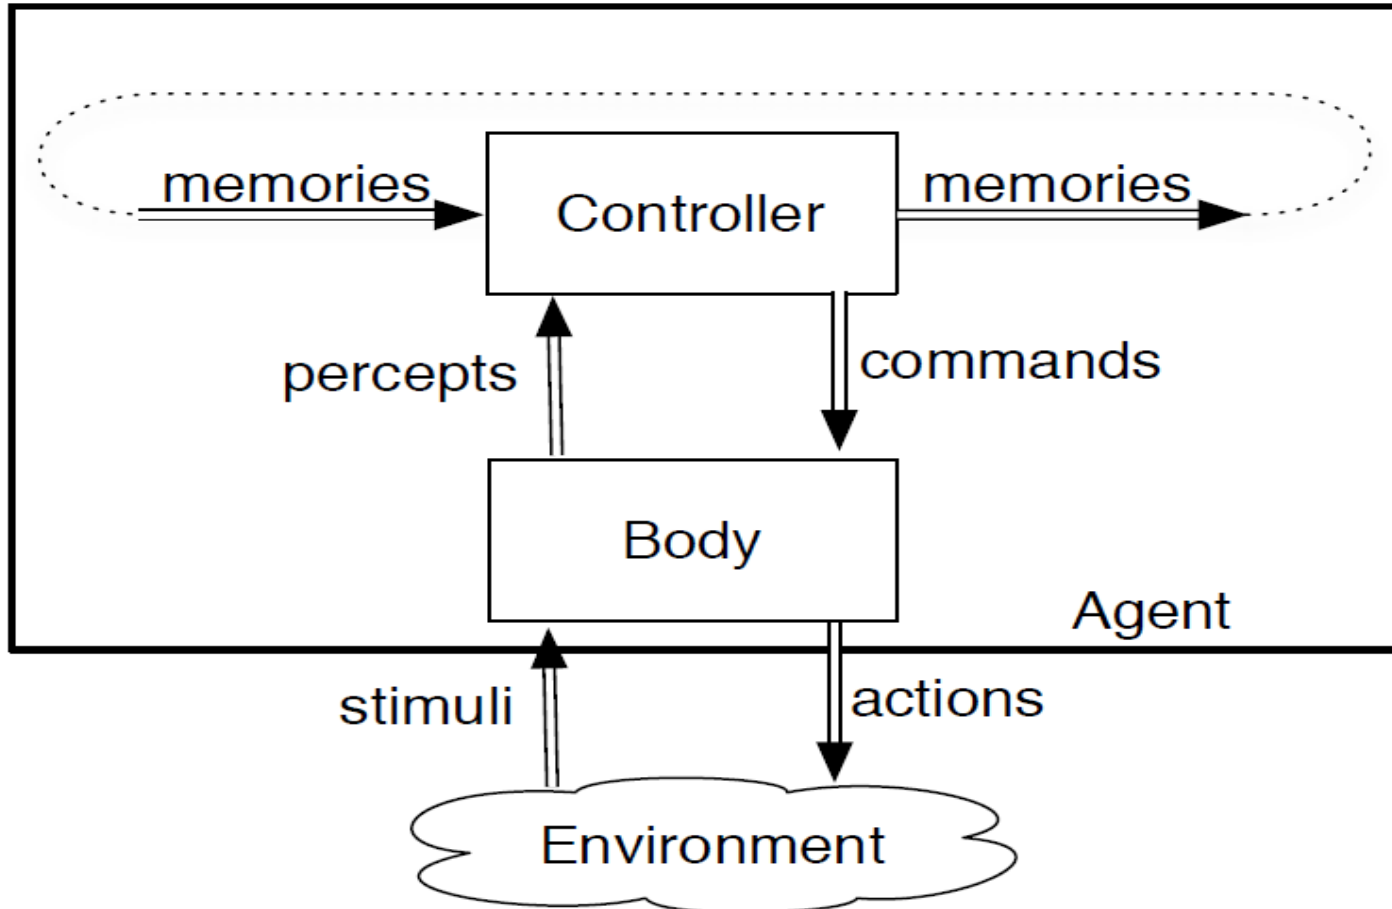 memories
Controller
memories
percepts
commands
Body
Agent
stimuli
actions
Environment